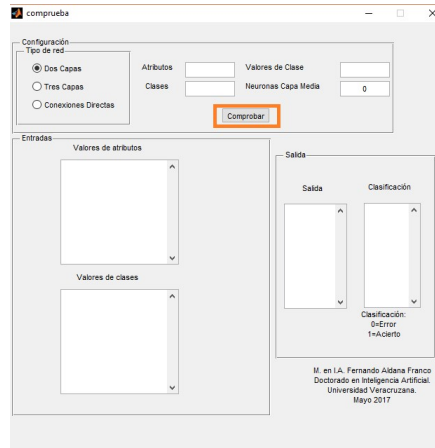 comprueba
Configuración
Tipo de red
Dos Capas
Tres Capas
Conexiones Directas
Atributos
Valores de Clase
Clases
Neuronas Capa Media
0
Comprobar
Entradas
Valores de atributos
Valores de clases
Salida
Salida
Clasificación
Clasificación:
0=Error
1=Acierto
M. en I.A. Fernando Aldana Franco
Doctorado en Inteligencia Artificial.
Universidad Veracruzana.
Mayo 2017